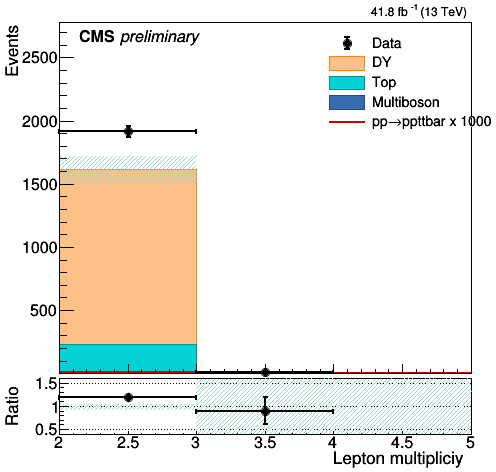 41.8 fb⁻¹ (13 TeV)
CMS preliminary
Events
2500
2000
1500
1000
500
Data
DY
Top
Multiboson
pp→ppttbar x 1000
Ratio
1.5
1
0.5
2 2.5 3 3.5 4 4.5 5
Lepton multipliciy